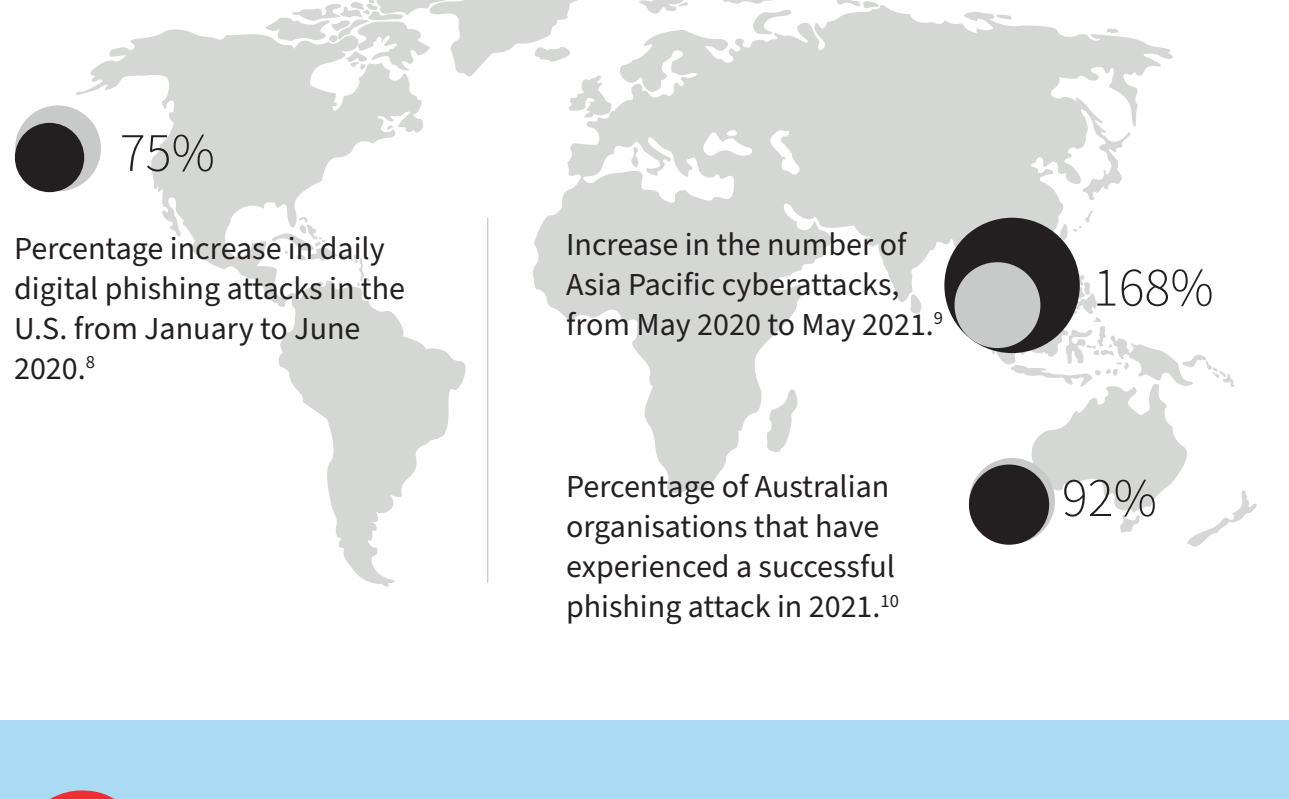 75%
Percentage increase in daily
digital phishing attacks in the
U.S. from January to June
2020.8
Increase in the number of
Asia Pacific cyberattacks,
from May 2020 to May 2021.9
168%
Percentage of Australian
organisations that have
experienced a successful
phishing attack in 2021.10
92%